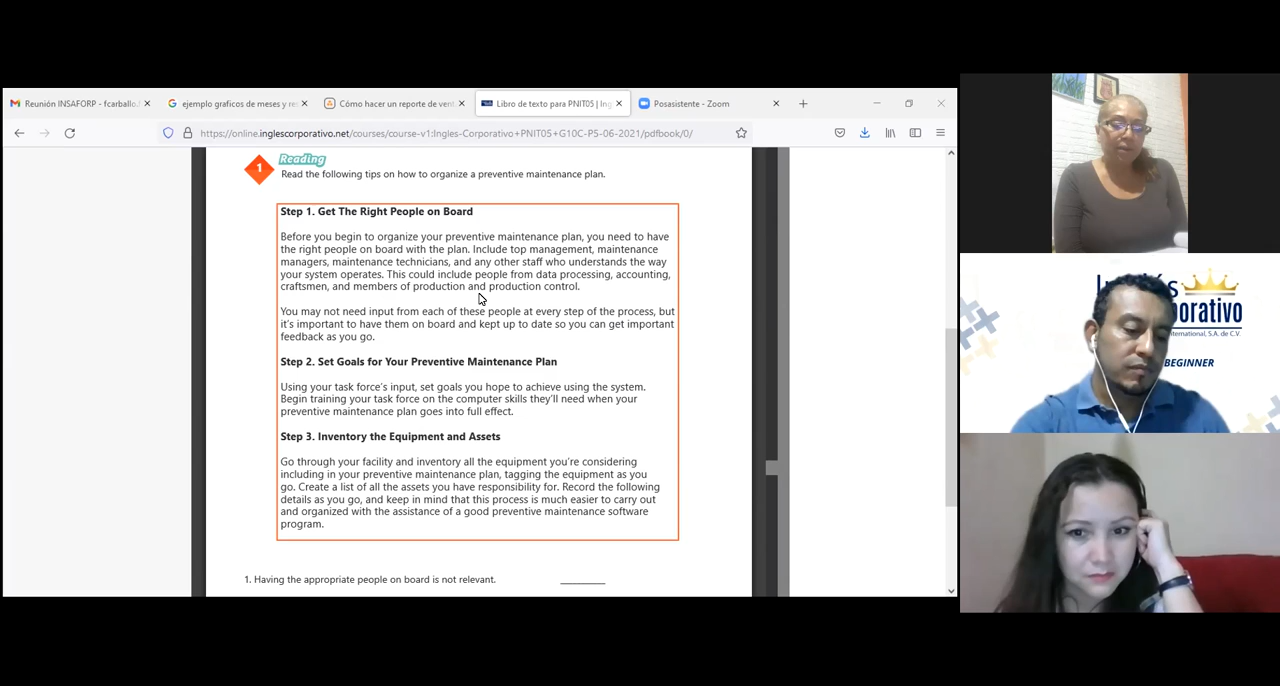 Reunión INSAFORP - fcarballo.
ejemplo graficos de meses y re
Cómo hacer un reporte de ven
Libro de texto para PNIT05 | Ing
Posasistente - Zoom
https://online.inglescorporativo.net/courses/course-v1:Ingles-Corporativo+PNIT05+G10C-P5-06-2021/pdfbook/0/
1
Reading
Read the following tips on how to organize a preventive maintenance plan.
Step 1. Get The Right People on Board
Before you begin to organize your preventive maintenance plan, you need to have
the right people on board with the plan. Include top management, maintenance
managers, maintenance technicians, and any other staff who understands the way
your system operates. This could include people from data processing, accounting,
craftsmen, and members of production and production control.
You may not need input from each of these people at every step of the process, but
it's important to have them on board and kept up to date so you can get important
feedback as you go.
Step 2. Set Goals for Your Preventive Maintenance Plan
Using your task force's input, set goals you hope to achieve using the system.
Begin training your task force on the computer skills they'll need when your
preventive maintenance plan goes into full effect.
Step 3. Inventory the Equipment and Assets
Go through your facility and inventory all the equipment you're considering
including in your preventive maintenance plan, tagging the equipment as you
go. Create a list of all the assets you have responsibility for. Record the following
details as you go, and keep in mind that this process is much easier to carry out
and organized with the assistance of a good preventive maintenance software
program.
1. Having the appropriate people on board is not relevant. ________
In s
porativo
ternational, S.A. de C.V.
BEGINNER